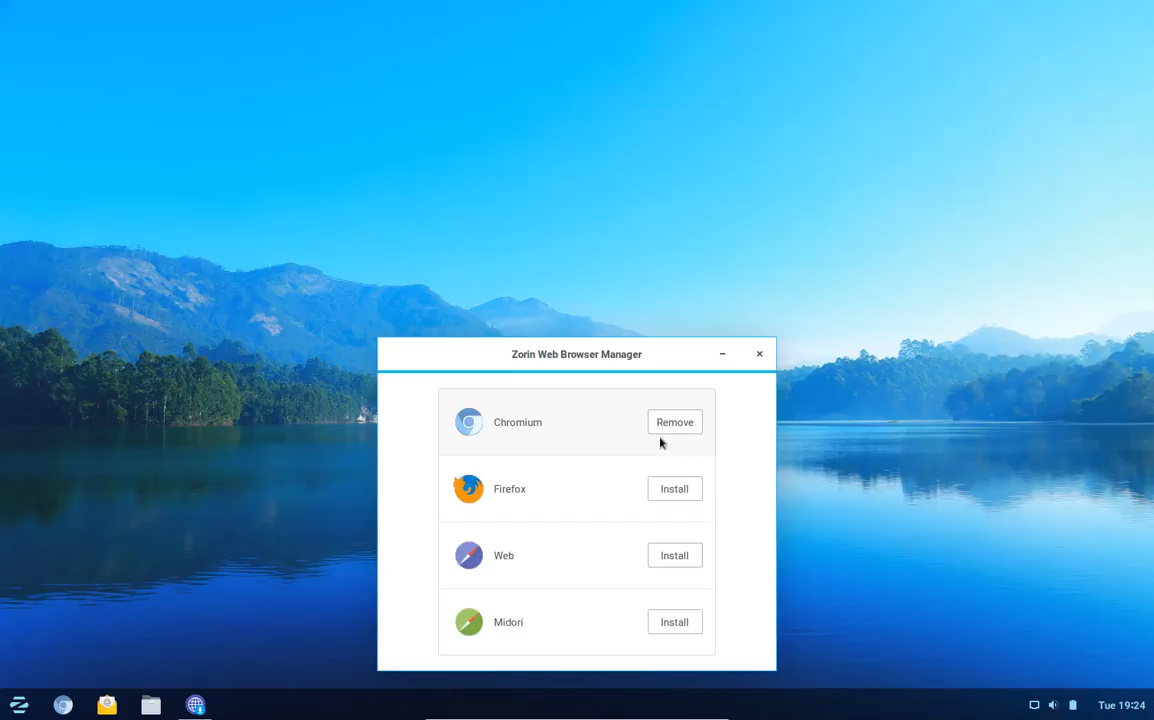 Zorin Web Browser Manager
Chromium
Remove
Firefox
Install
Web
Install
Midori
Install
Tue 19:24